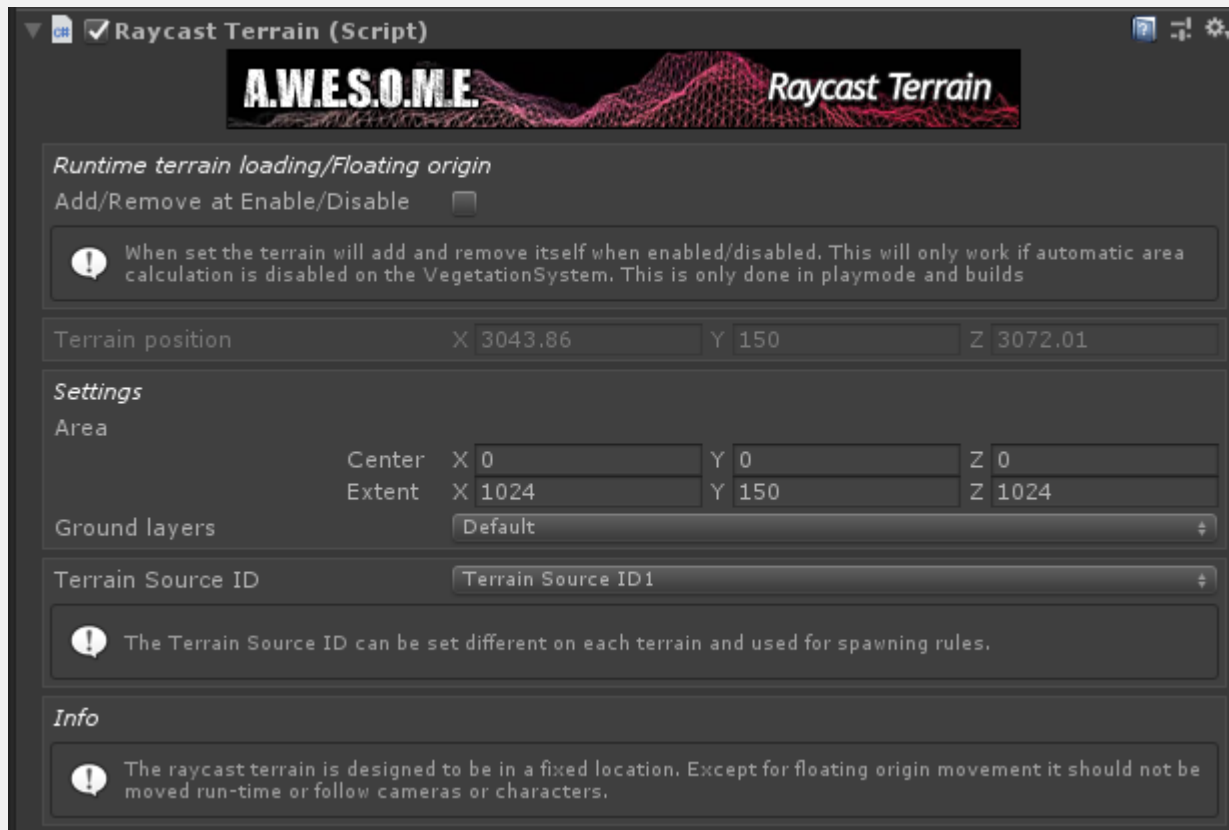 Raycast Terrain (Script)
A.W.E.S.O.M.E. Raycast Terrain
Runtime terrain loading/Floating origin
Add/Remove at Enable/Disable
When set the terrain will add and remove itself when enabled/disabled. This will only work if automatic area
calculation is disabled on the VegetationSystem. This is only done in playmode and builds
Terrain position X 3043.86 Y 150 Z 3072.01
Settings
Area
Center X 0 Y 0 Z 0
Extent X 1024 Y 150 Z 1024
Ground layers Default
Terrain Source ID Terrain Source ID1
The Terrain Source ID can be set different on each terrain and used for spawning rules.
Info
The raycast terrain is designed to be in a fixed location. Except for floating origin movement it should not be
moved run-time or follow cameras or characters.